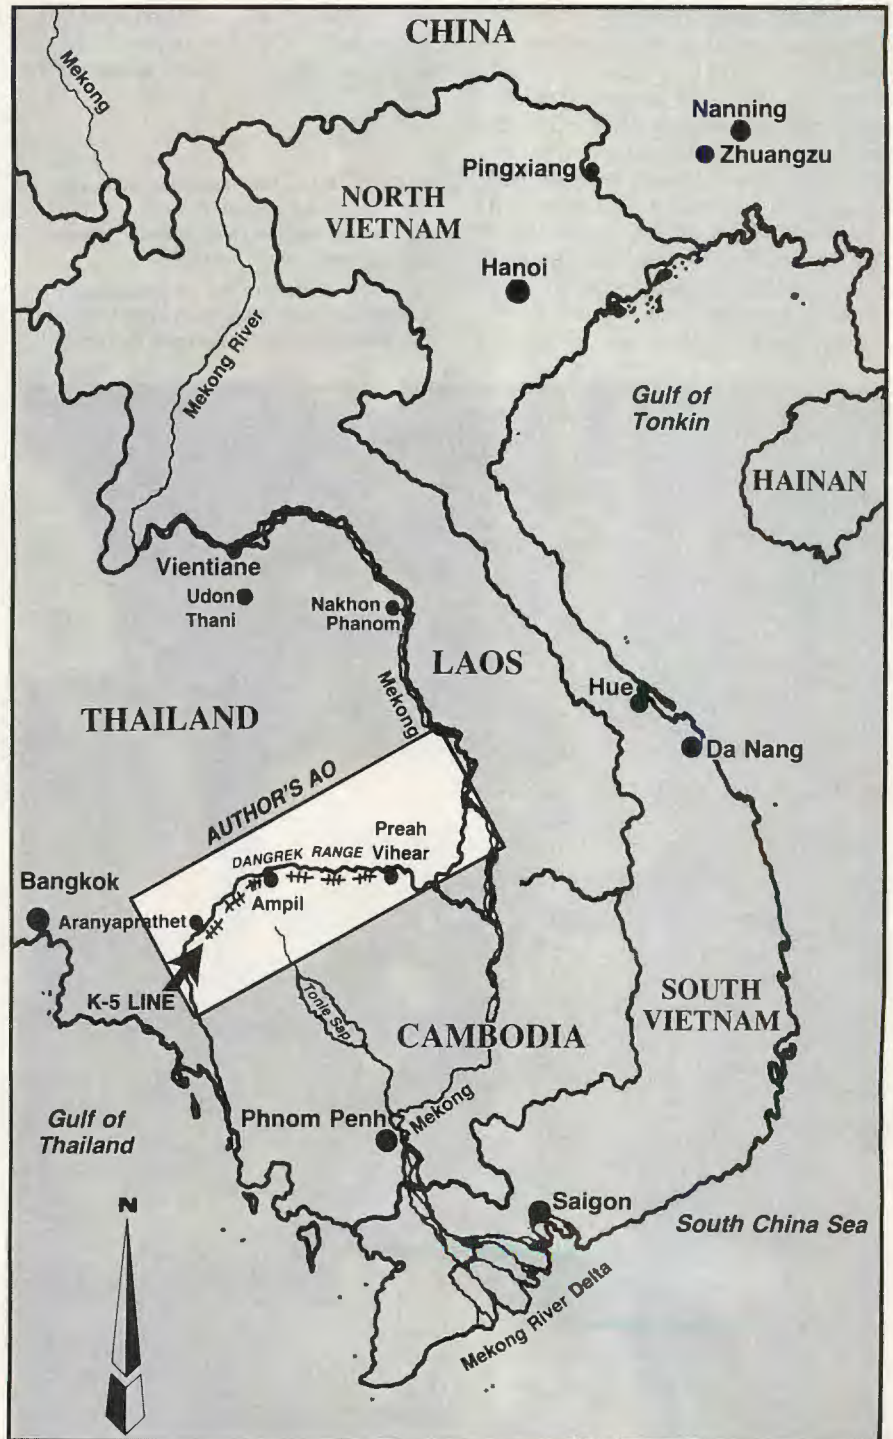 CHINA
Mekong
Nanning
Zhuangzu
Pingxiang
NORTH
VIETNAM
Hanoi
Mekong River
Gulf of
Tonkin
HAINAN
Vientiane
Udon
Thani
Nakhon
Phanom
LAOS
Mekong
Hue
THAILAND
Da Nang
AUTHOR'S AO
Preah
Vihear
DANGREK RANGE
Bangkok
Ampil
Aranyaprathet
K-5 LINE
Tonle Sap
SOUTH
VIETNAM
CAMBODIA
Gulf of
Thailand
Phnom Penh
Mekong
N
Saigon
South China Sea
Mekong River Delta